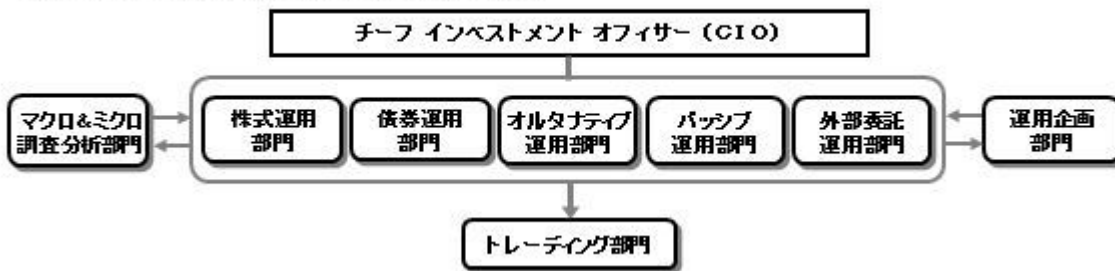 チーフ インベストメント オフィサー (CIO)
マクロ&ミクロ
調査・分析部門
株式運用
部門
債券運用
部門
オルタナティブ
運用部門
パッシブ
運用部門
外部委託
運用部門
運用企画
部門
トレーディング部門